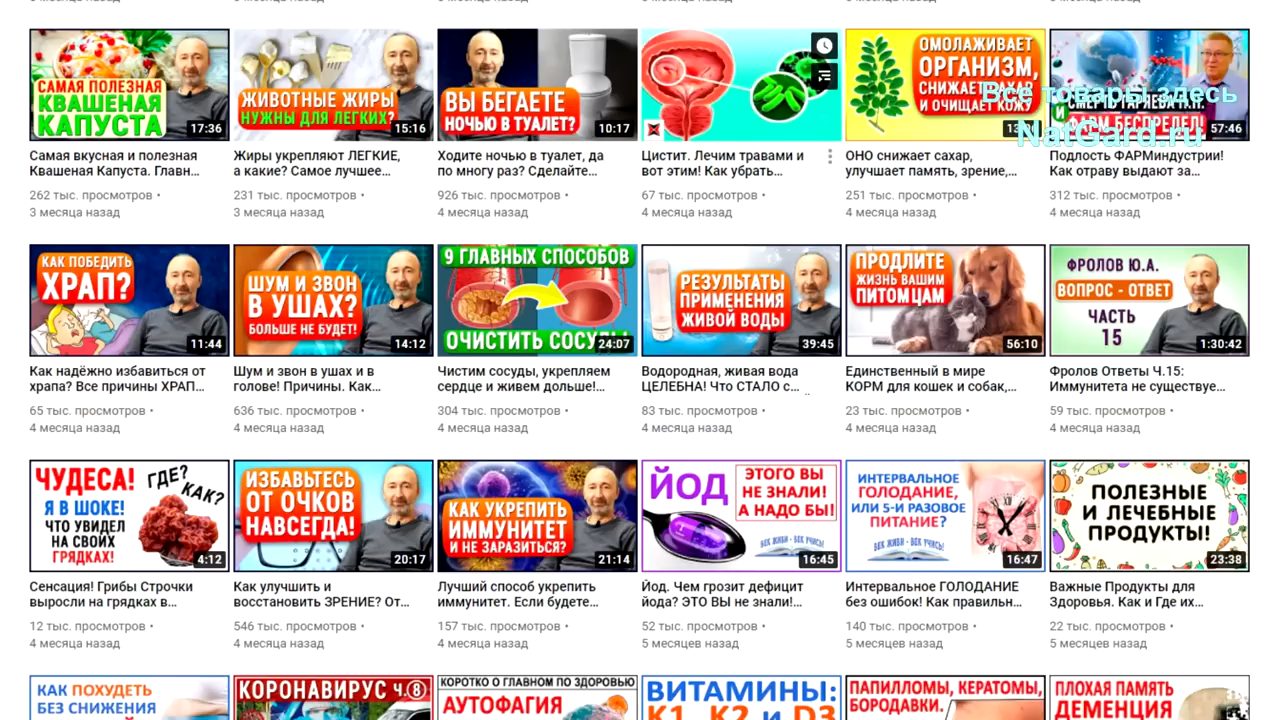 САМАЯ ПОЛЕЗНАЯ
КВАШЕНАЯ
КАПУСТА
17:36
Самая вкусная и полезная
Квашеная Капуста. Главн...
262 тыс. просмотров •
3 месяца назад
ЖИВОТНЫЕ ЖИРЫ
НУЖНЫ ДЛЯ ЛЕГКИХ?
15:16
Жиры укрепляют ЛЕГКИЕ,
а какие? Самое лучшее...
231 тыс. просмотров •
3 месяца назад
ВЫ БЕГАЕТЕ
НОЧЬЮ В ТУАЛЕТ?
10:17
Ходите ночью в туалет, да
по многу раз? Сделайте...
926 тыс. просмотров •
4 месяца назад
Цистит. Лечим травами и
вот этим! Как убрать...
67 тыс. просмотров •
4 месяца назад
ОМОЛАЖИВАЕТ
ОРГАНИЗМ,
СНИЖАЕТ САХАР
И ОЧИЩАЕТ КОЖУ
ОНО снижает сахар,
улучшает память, зрение,...
251 тыс. просмотров •
4 месяца назад
Все товары здесь
NatGard.ru
И ФАРМ БЕСПРЕДЕЛ!
57:46
Подлость ФАРМиндустрии!
Как отраву выдают за...
312 тыс. просмотров •
4 месяца назад
КАК ПОБЕДИТЬ
ХРАП?
11:44
Как надёжно избавиться от
храпа? Все причины ХРАП...
65 тыс. просмотров •
4 месяца назад
ШУМ И ЗВОН
В УШАХ?
БОЛЬШЕ НЕ БУДЕТ!
14:12
Шум и звон в ушах и в
голове! Причины. Как...
636 тыс. просмотров •
4 месяца назад
9 ГЛАВНЫХ СПОСОБОВ
ОЧИСТИТЬ СОСУДЫ
24:07
Чистим сосуды, укрепляем
сердце и живем дольше!...
304 тыс. просмотров •
4 месяца назад
РЕЗУЛЬТАТЫ
ПРИМЕНЕНИЯ
ЖИВОЙ ВОДЫ
39:45
Водородная, живая вода
ЦЕЛЕБНА! Что СТАЛО с...
83 тыс. просмотров •
4 месяца назад
ПРОДЛИТЕ
ЖИЗНЬ ВАШИМ
ПИТОМЦАМ
56:10
Единственный в мире
КОРМ для кошек и собак,...
23 тыс. просмотров •
4 месяца назад
ФРОЛОВ Ю.А.
ВОПРОС - ОТВЕТ
ЧАСТЬ
15
1:30:42
Фролов Ответы Ч.15:
Иммунитета не существуе...
59 тыс. просмотров •
4 месяца назад
ЧУДЕСА!
Я В ШОКЕ!
ЧТО УВИДЕЛ
НА СВОИХ
ГРЯДКАХ!
ГДЕ?
КАК?
4:12
Сенсация! Грибы Строчки
выросли на грядках в...
12 тыс. просмотров •
4 месяца назад
ИЗБАВЬТЕСЬ
ОТ ОЧКОВ
НАВСЕГДА!
20:17
Как улучшить и
восстановить ЗРЕНИЕ? От...
546 тыс. просмотров •
4 месяца назад
КАК УКРЕПИТЬ
ИММУНИТЕТ
И НЕ ЗАРАЗИТЬСЯ?
21:14
Лучший способ укрепить
иммунитет. Если будете...
157 тыс. просмотров •
4 месяца назад
ЙОД
ЭТОГО ВЫ
НЕ ЗНАЛИ!
А НАДО БЫ!
ВЕК ЖИВИ - ВЕК УЧИСЬ!
16:45
Йод. Чем грозит дефицит
йода? ЭТО ВЫ не знали!...
52 тыс. просмотров •
5 месяцев назад
ИНТЕРВАЛЬНОЕ
ГОЛОДАНИЕ,
ИЛИ 5-И РАЗОВОЕ
ПИТАНИЕ?
ВЕК ЖИВИ - ВЕК УЧИСЬ!
16:47
Интервальное ГОЛОДАНИЕ
без ошибок! Как правильн...
140 тыс. просмотров •
5 месяцев назад
ПОЛЕЗНЫЕ
И ЛЕЧЕБНЫЕ
ПРОДУКТЫ!
23:38
Важные Продукты для
Здоровья. Как и Где их...
22 тыс. просмотров •
5 месяцев назад
КАК ПОХУДЕТЬ
БЕЗ СНИЖЕНИЯ
КОРОНАВИРУС ч.8
КОРОТКО О ГЛАВНОМ ПО ЗДОРОВЬЮ
АУТОФАГИЯ
ВИТАМИНЫ:
К1, К2 и D3
ПАПИЛЛОМЫ, КЕРАТОМЫ,
БОРОДАВКИ.
ПЛОХАЯ ПАМЯТЬ
ДЕМЕНЦИЯ